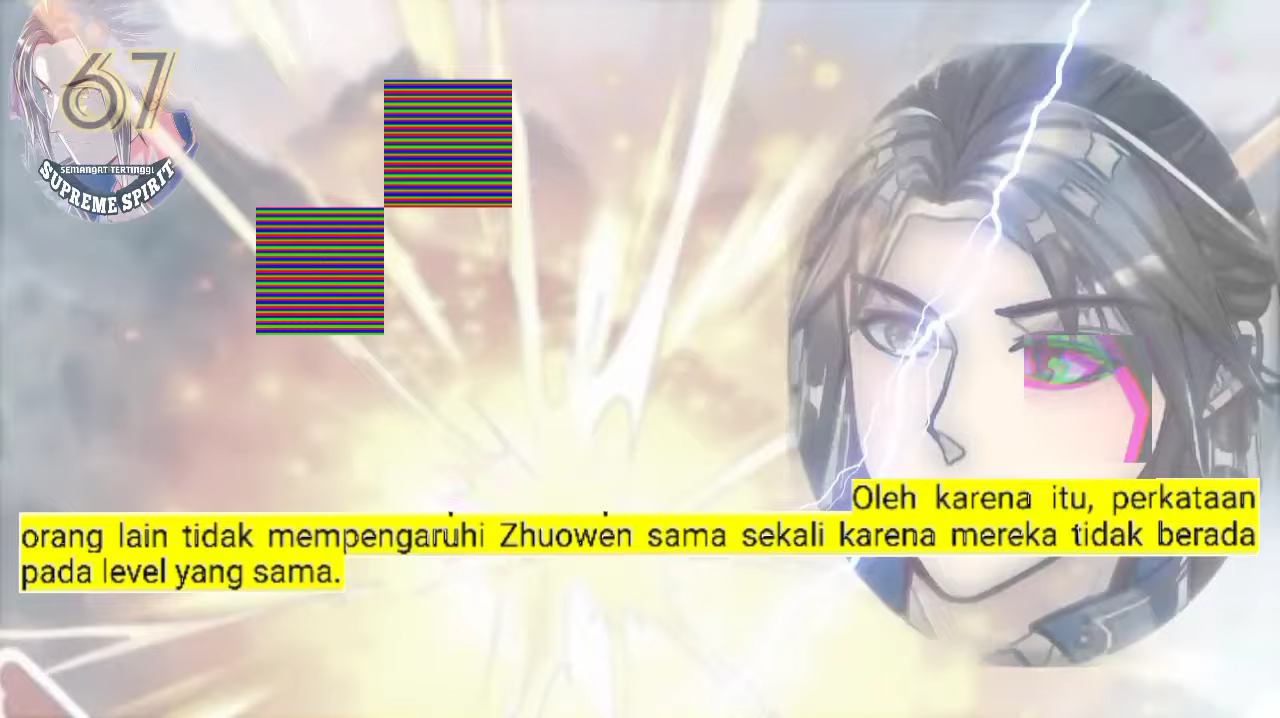 67
SEMANGAT TERTINGGI
SUPREME SPIRIT
Oleh karena itu, perkataan
orang lain tidak mempengaruhi Zhuowen sama sekali karena mereka tidak berada
pada level yang sama.